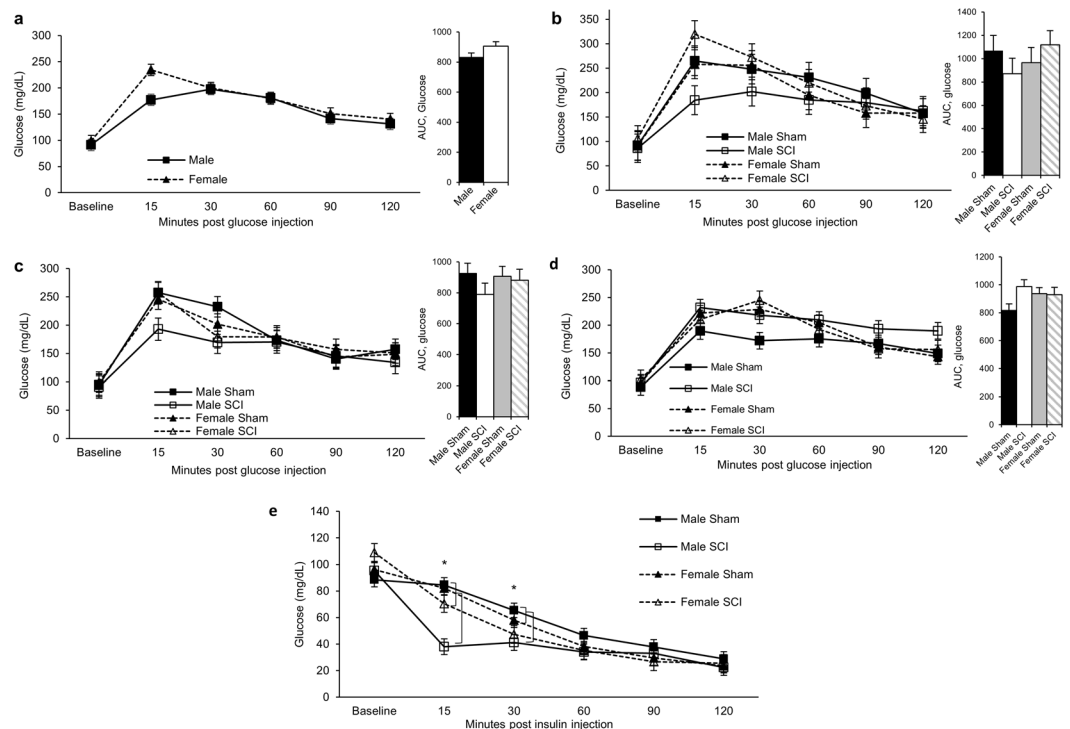 a
350
300
250
200
150
100
50
0
Glucose (mg/dL)
Baseline 15 30 60 90 120
Minutes post glucose injection
Male
Female
1000
800
600
400
200
0
AUC, Glucose
Male
Female
b
350
300
250
200
150
100
50
0
Glucose (mg/dL)
Baseline 15 30 60 90 120
Minutes post glucose injection
Male Sham
Male SCI
Female Sham
Female SCI
1400
1200
1000
800
600
400
200
0
AUC, glucose
Male Sham
Male SCI
Female Sham
Female SCI
c
300
250
200
150
100
50
0
Glucose (mg/dL)
Baseline 15 30 60 90 120
Minutes post glucose injection
Male Sham
Male SCI
Female Sham
Female SCI
1000
800
600
400
200
0
AUC, glucose
Male Sham
Male SCI
Female Sham
Female SCI
d
300
250
200
150
100
50
0
Glucose (mg/dL)
Baseline 15 30 60 90 120
Minutes post glucose injection
Male Sham
Male SCI
Female Sham
Female SCI
1200
1000
800
600
400
200
0
AUC, glucose
Male Sham
Male SCI
Female Sham
Female SCI
e
140
120
100
80
60
40
20
0
Glucose (mg/dL)
* *
Baseline 15 30 60 90 120
Minutes post insulin injection
Male Sham
Male SCI
Female Sham
Female SCI